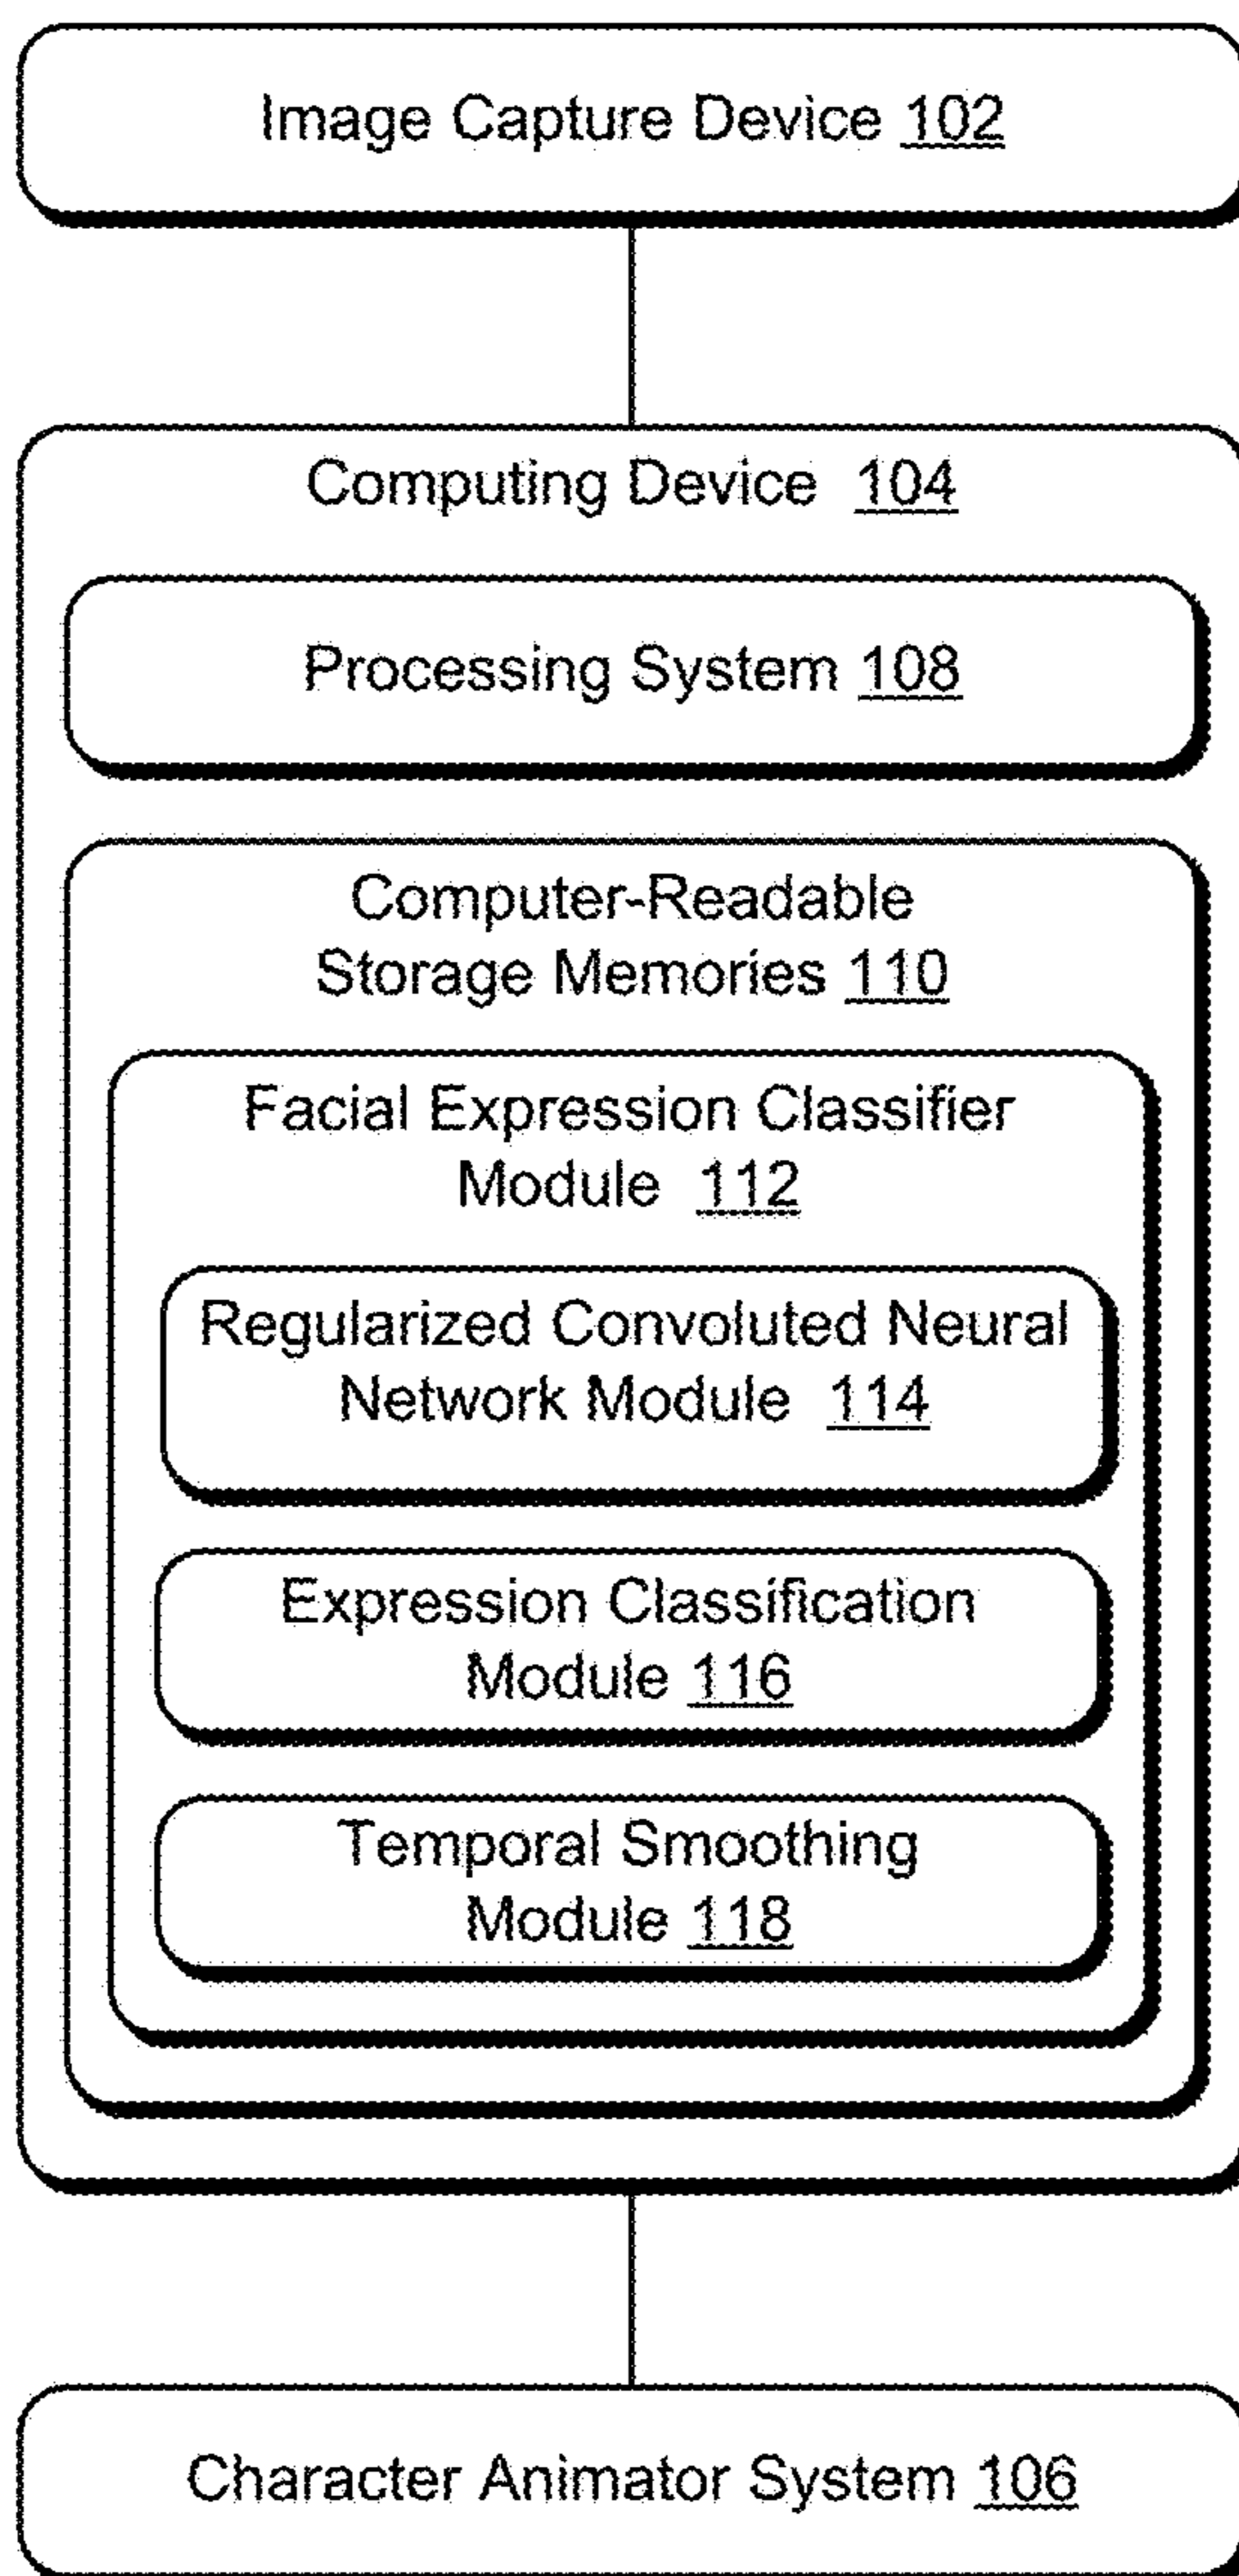 Image Capture Device 102
Computing Device 104
Processing System 108
Computer-Readable
Storage Memories 110
Facial Expression Classifier
Module 112
Regularized Convoluted Neural
Network Module 114
Expression Classification
Module 116
Temporal Smoothing
Module 118
Character Animator System 106